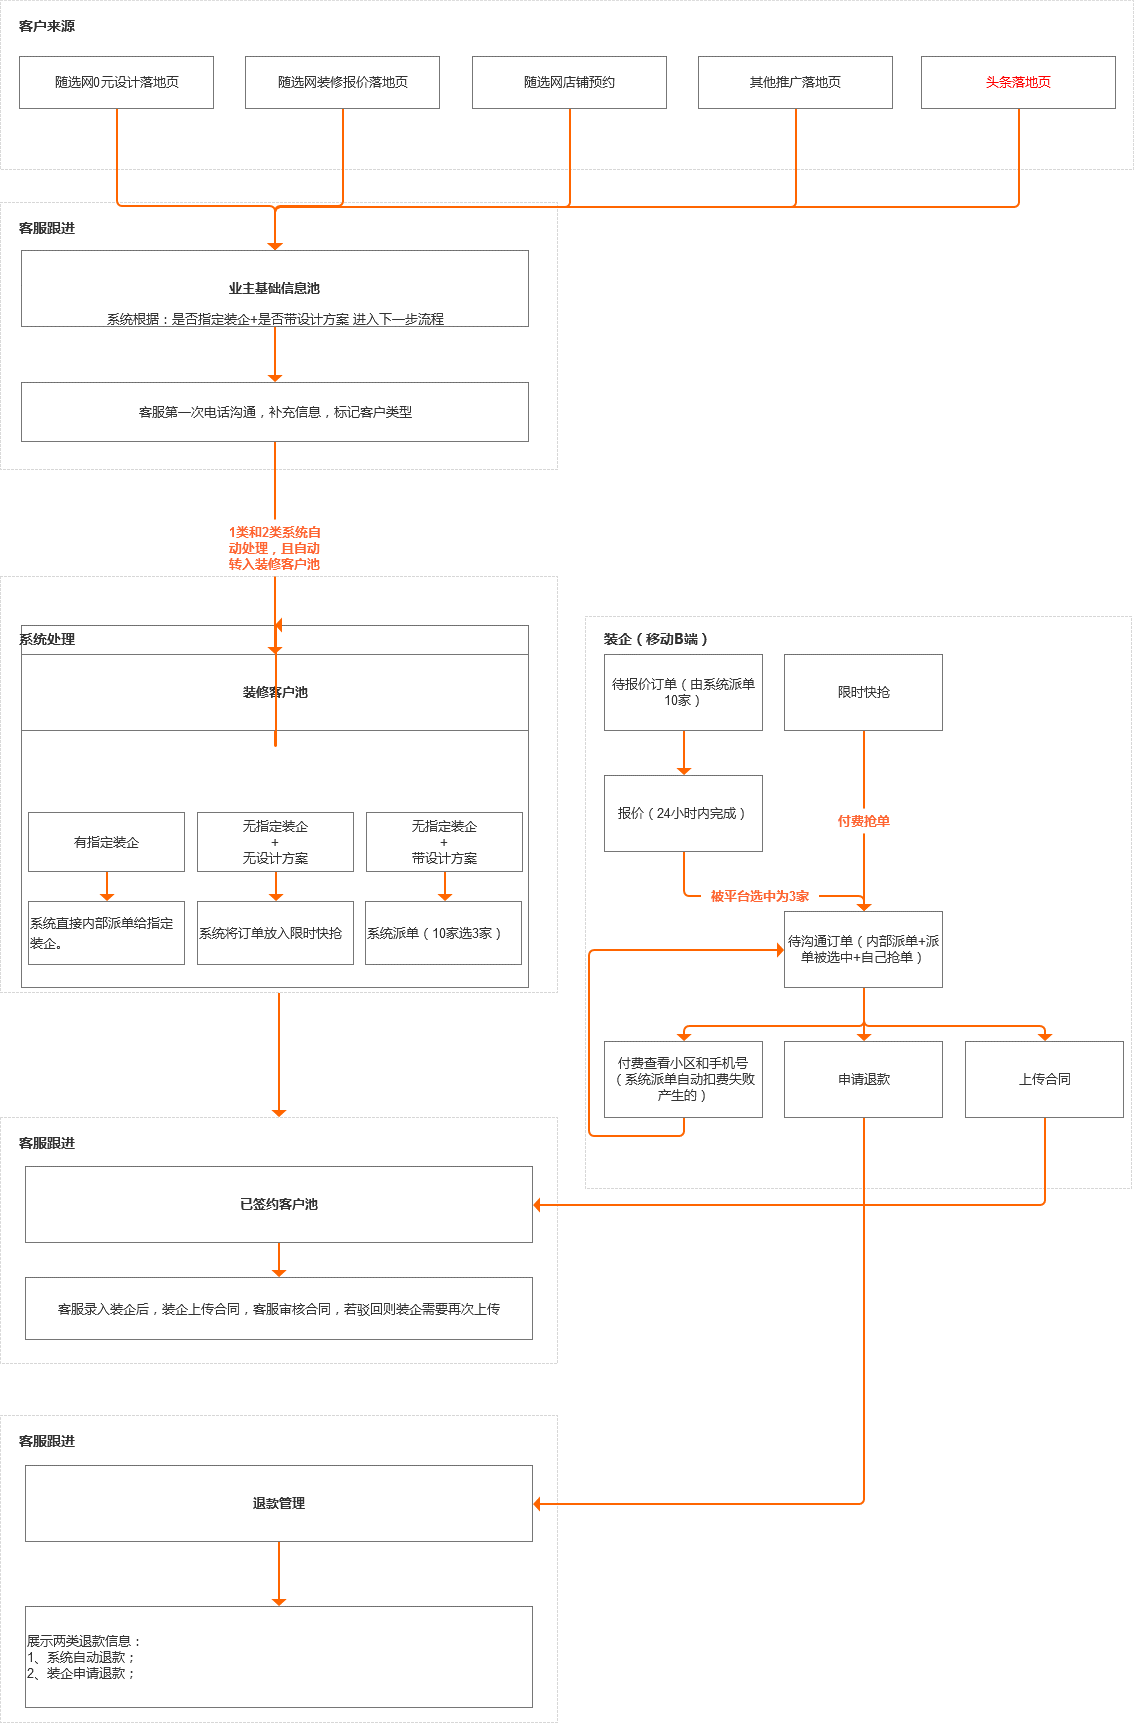 客户来源
随选网0元设计落地页
随选网装修报价落地页
随选网店铺预约
其他推广落地页
头条落地页
客服跟进
业主基础信息池
系统根据：是否指定装企+是否带设计方案 进入下一步流程
客服第一次电话沟通，补充信息，标记客户类型
1类和2类系统自
动处理，且自动
转入装修客户池
系统处理
装修客户池
有指定装企
无指定装企
+
无设计方案
无指定装企
+
带设计方案
系统直接内部派单给指定
装企。
系统将订单放入限时快抢
系统派单（10家选3家）
装企（移动B端）
待报价订单（由系统派单
10家）
限时快抢
报价（24小时内完成）
付费抢单
被平台选中为3家
待沟通订单（内部派单+派
单被选中+自己抢单）
付费查看小区和手机号
（系统派单自动扣费失败
产生的）
申请退款
上传合同
客服跟进
已签约客户池
客服录入装企后，装企上传合同，客服审核合同，若驳回则装企需要再次上传
客服跟进
退款管理
展示两类退款信息：
1、系统自动退款；
2、装企申请退款；